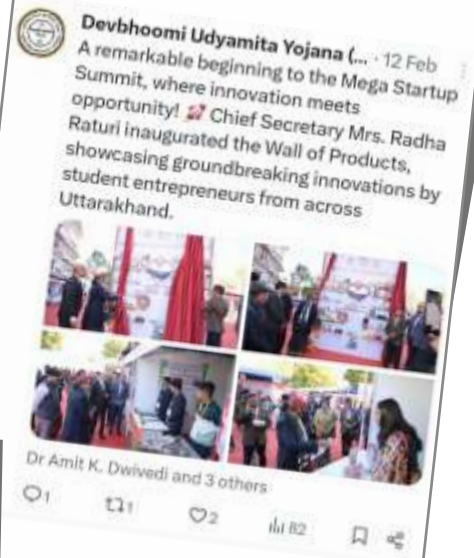 Devbhoomi Udyamita Yojana (... · 12 Feb
A remarkable beginning to the Mega Startup
Summit, where innovation meets
opportunity! Chief Secretary Mrs. Radha
Raturi inaugurated the Wall of Products,
showcasing groundbreaking innovations by
student entrepreneurs from across
Uttarakhand.
Dr Amit K. Dwivedi and 3 others
1 1 2 82